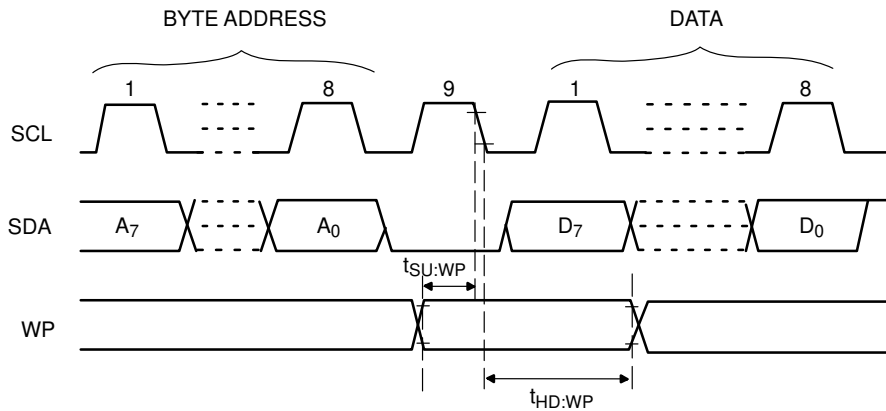 BYTE ADDRESS DATA
1 8 9 1 8
SCL
SDA A7 A0 D7 D0
tSU:WP
WP
tHD:WP